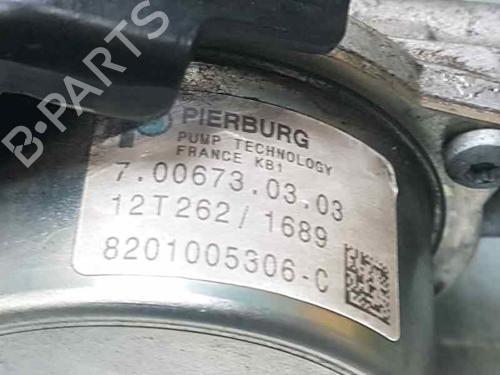 B-PARTS
PIERBURG
PUMP TECHNOLOGY
FRANCE KB1
7.00673.03.03
12T262/1689
8201005306-C